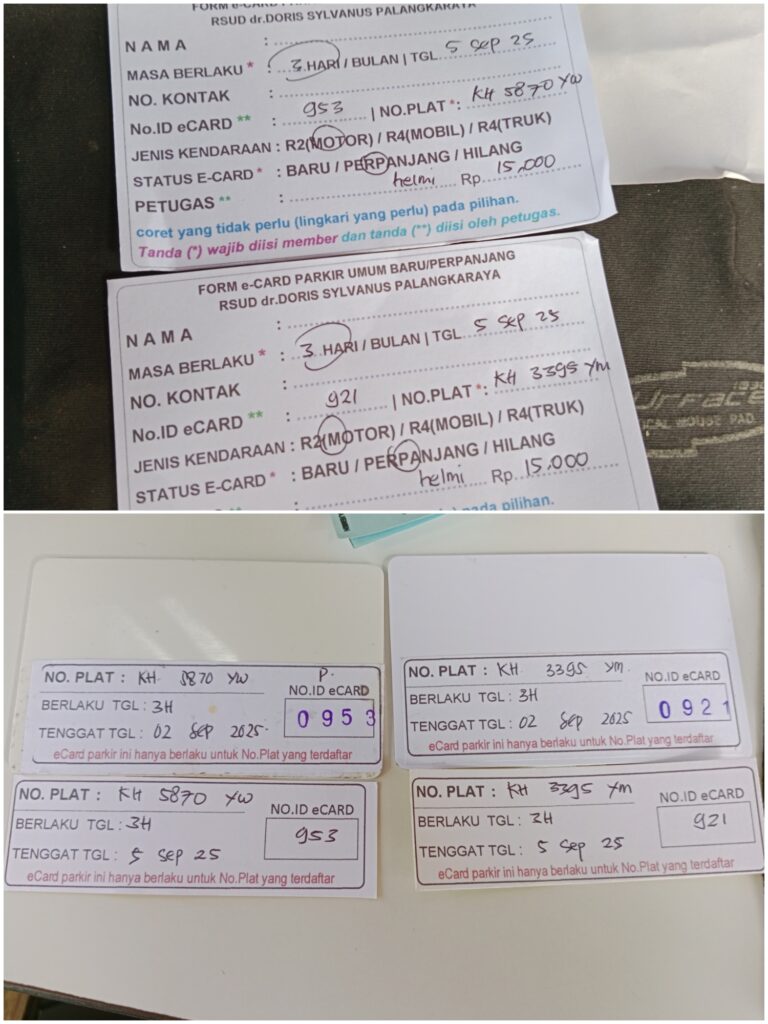 FORM e-CARD PARKIR
RSUD dr.DORIS SYLVANUS PALANGKARAYA
N A M A :
MASA BERLAKU * : 3 HARI / BULAN | TGL 5 Sep 25
NO. KONTAK :
No.ID eCARD ** : 953 | NO.PLAT *: KH 5870 YW
JENIS KENDARAAN : R2(MOTOR) / R4(MOBIL) / R4(TRUK)
STATUS E-CARD * : BARU / PERPANJANG / HILANG
PETUGAS ** : helmi Rp. 15,000
coret yang tidak perlu (lingkari yang perlu) pada pilihan.
Tanda (*) wajib diisi member dan tanda (**) diisi oleh petugas.
FORM e-CARD PARKIR UMUM BARU/PERPANJANG
RSUD dr.DORIS SYLVANUS PALANGKARAYA
N A M A :
MASA BERLAKU * : 3 HARI / BULAN | TGL 5 Sep 25
NO. KONTAK :
No.ID eCARD ** : 921 | NO.PLAT *: KH 3395 YM
JENIS KENDARAAN : R2(MOTOR) / R4(MOBIL) / R4(TRUK)
STATUS E-CARD * : BARU / PERPANJANG / HILANG
helmi Rp. 15,000
pada pilihan.
urface
CAL MOUSE PAD
NO. PLAT : KH 5870 YW P.
NO.ID eCARD
BERLAKU TGL : 3H
0953
TENGGAT TGL : 02 Sep 2025.
eCard parkir ini hanya berlaku untuk No.Plat yang terdaftar
NO. PLAT : KH 3395 YM.
NO.ID eCARD
BERLAKU TGL : 3H
0921
TENGGAT TGL : 02 Sep 2025
eCard parkir ini hanya berlaku untuk No.Plat yang terdaftar
NO. PLAT : KH 5870 YW
NO.ID eCARD
BERLAKU TGL : 3H
953
TENGGAT TGL : 5 Sep 25
eCard parkir ini hanya berlaku untuk No.Plat yang terdaftar
NO. PLAT : KH 3395 YM
NO.ID eCARD
BERLAKU TGL : 3H
921
TENGGAT TGL : 5 Sep 25
eCard parkir ini hanya berlaku untuk No.Plat yang terdaftar